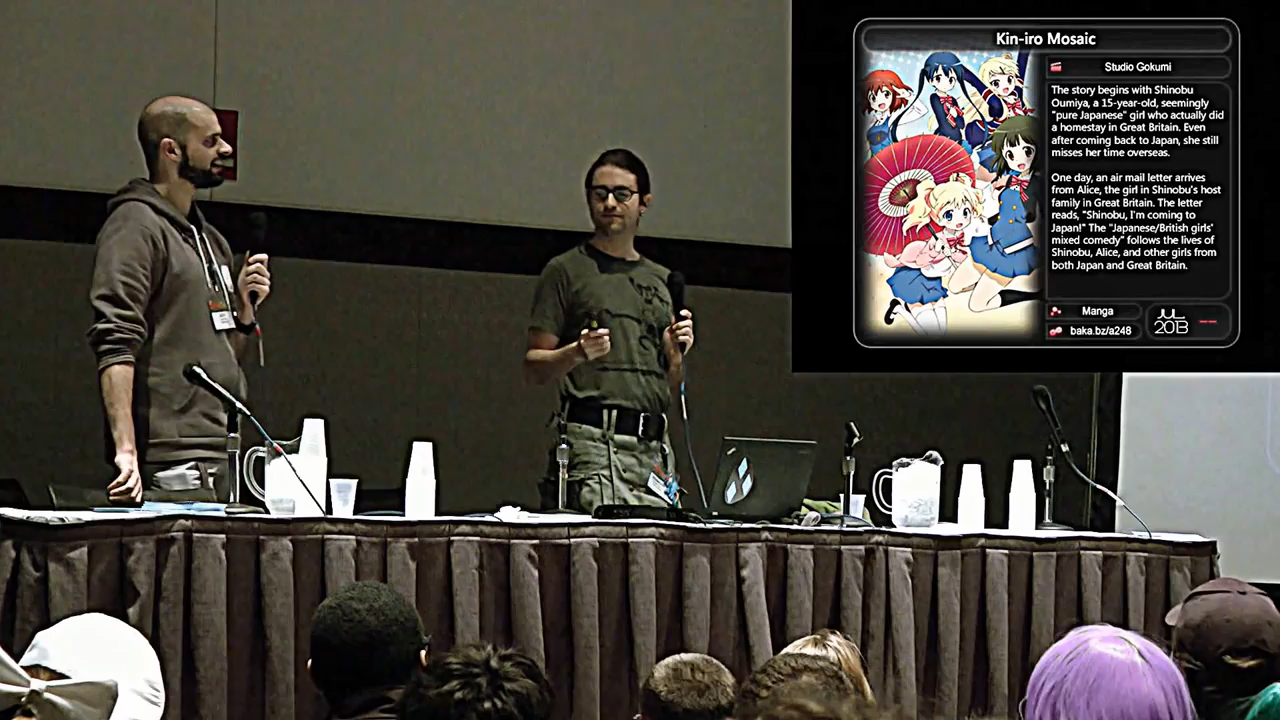 Kin-iro Mosaic
Studio Gokumi
The story begins with Shinobu
Oumiya, a 15-year-old, seemingly
"pure Japanese" girl who actually did
a homestay in Great Britain. Even
after coming back to Japan, she still
misses her time overseas.
One day, an air mail letter arrives
from Alice, the girl in Shinobu's host
family in Great Britain. The letter
reads, "Shinobu, I'm coming to
Japan!" The "Japanese/British girls'
mixed comedy" follows the lives of
Shinobu, Alice, and other girls from
both Japan and Great Britain.
Manga
baka.bz/a248
JUL
2013